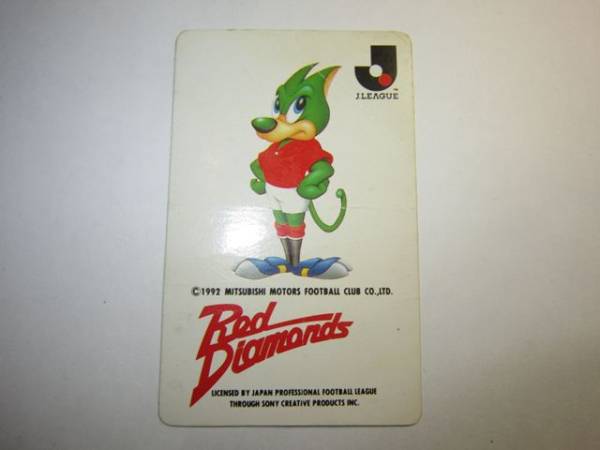 J.LEAGUE
™
©1992 MITSUBISHI MOTORS FOOTBALL CLUB CO.,LTD.
Red
Diamonds
LICENSED BY JAPAN PROFESSIONAL FOOTBALL LEAGUE
THROUGH SONY CREATIVE PRODUCTS INC.